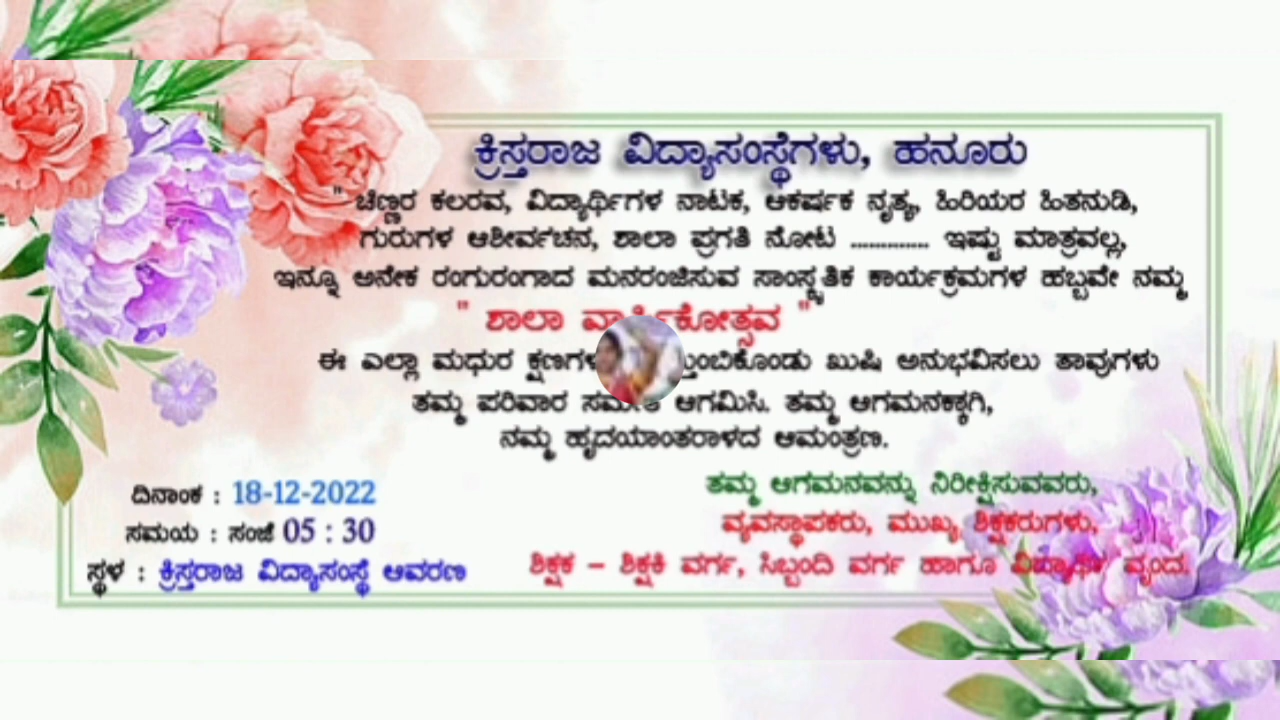 ಕ್ರಿಸ್ತರಾಜ ವಿದ್ಯಾಸಂಸ್ಥೆಗಳು, ಹನೂರು
" ಚಿಣ್ಣರ ಕಲರವ, ವಿದ್ಯಾರ್ಥಿಗಳ ನಾಟಕ, ಆಕರ್ಷಕ ನೃತ್ಯ, ಹಿರಿಯರ ಹಿತನುಡಿ,
ಗುರುಗಳ ಆಶೀರ್ವಚನ, ಶಾಲಾ ಪ್ರಗತಿ ನೋಟ ............. ಇಷ್ಟು ಮಾತ್ರವಲ್ಲ,
ಇನ್ನೂ ಅನೇಕ ರಂಗುರಂಗಾದ ಮನರಂಜಿಸುವ ಸಾಂಸ್ಕೃತಿಕ ಕಾರ್ಯಕ್ರಮಗಳ ಹಬ್ಬವೇ ನಮ್ಮ
" ಶಾಲಾ ವಾರ್ಷಿಕೋತ್ಸವ "
ಈ ಎಲ್ಲಾ ಮಧುರ ಕ್ಷಣಗಳ ಖುಷಿ ಅನುಭವಿಸಲು ತಾವುಗಳು
ತಮ್ಮ ಪರಿವಾರ ಸಮೇತ ಆಗಮಿಸಿ. ತಮ್ಮ ಆಗಮನಕ್ಕಾಗಿ,
ನಮ್ಮ ಹೃದಯಾಂತರಾಳದ ಆಮಂತ್ರಣ.
ದಿನಾಂಕ : 18-12-2022
ಸಮಯ : ಸಂಜೆ 05 : 30
ಸ್ಥಳ : ಕ್ರಿಸ್ತರಾಜ ವಿದ್ಯಾಸಂಸ್ಥೆ ಆವರಣ
ತಮ್ಮ ಆಗಮನವನ್ನು ನಿರೀಕ್ಷಿಸುವವರು,
ವ್ಯವಸ್ಥಾಪಕರು, ಮುಖ್ಯ ಶಿಕ್ಷಕರುಗಳು,
ಶಿಕ್ಷಕ – ಶಿಕ್ಷಕಿ ವರ್ಗ, ಸಿಬ್ಬಂದಿ ವರ್ಗ ಹಾಗೂ ವಿದ್ಯಾರ್ಥಿ ವೃಂದ.